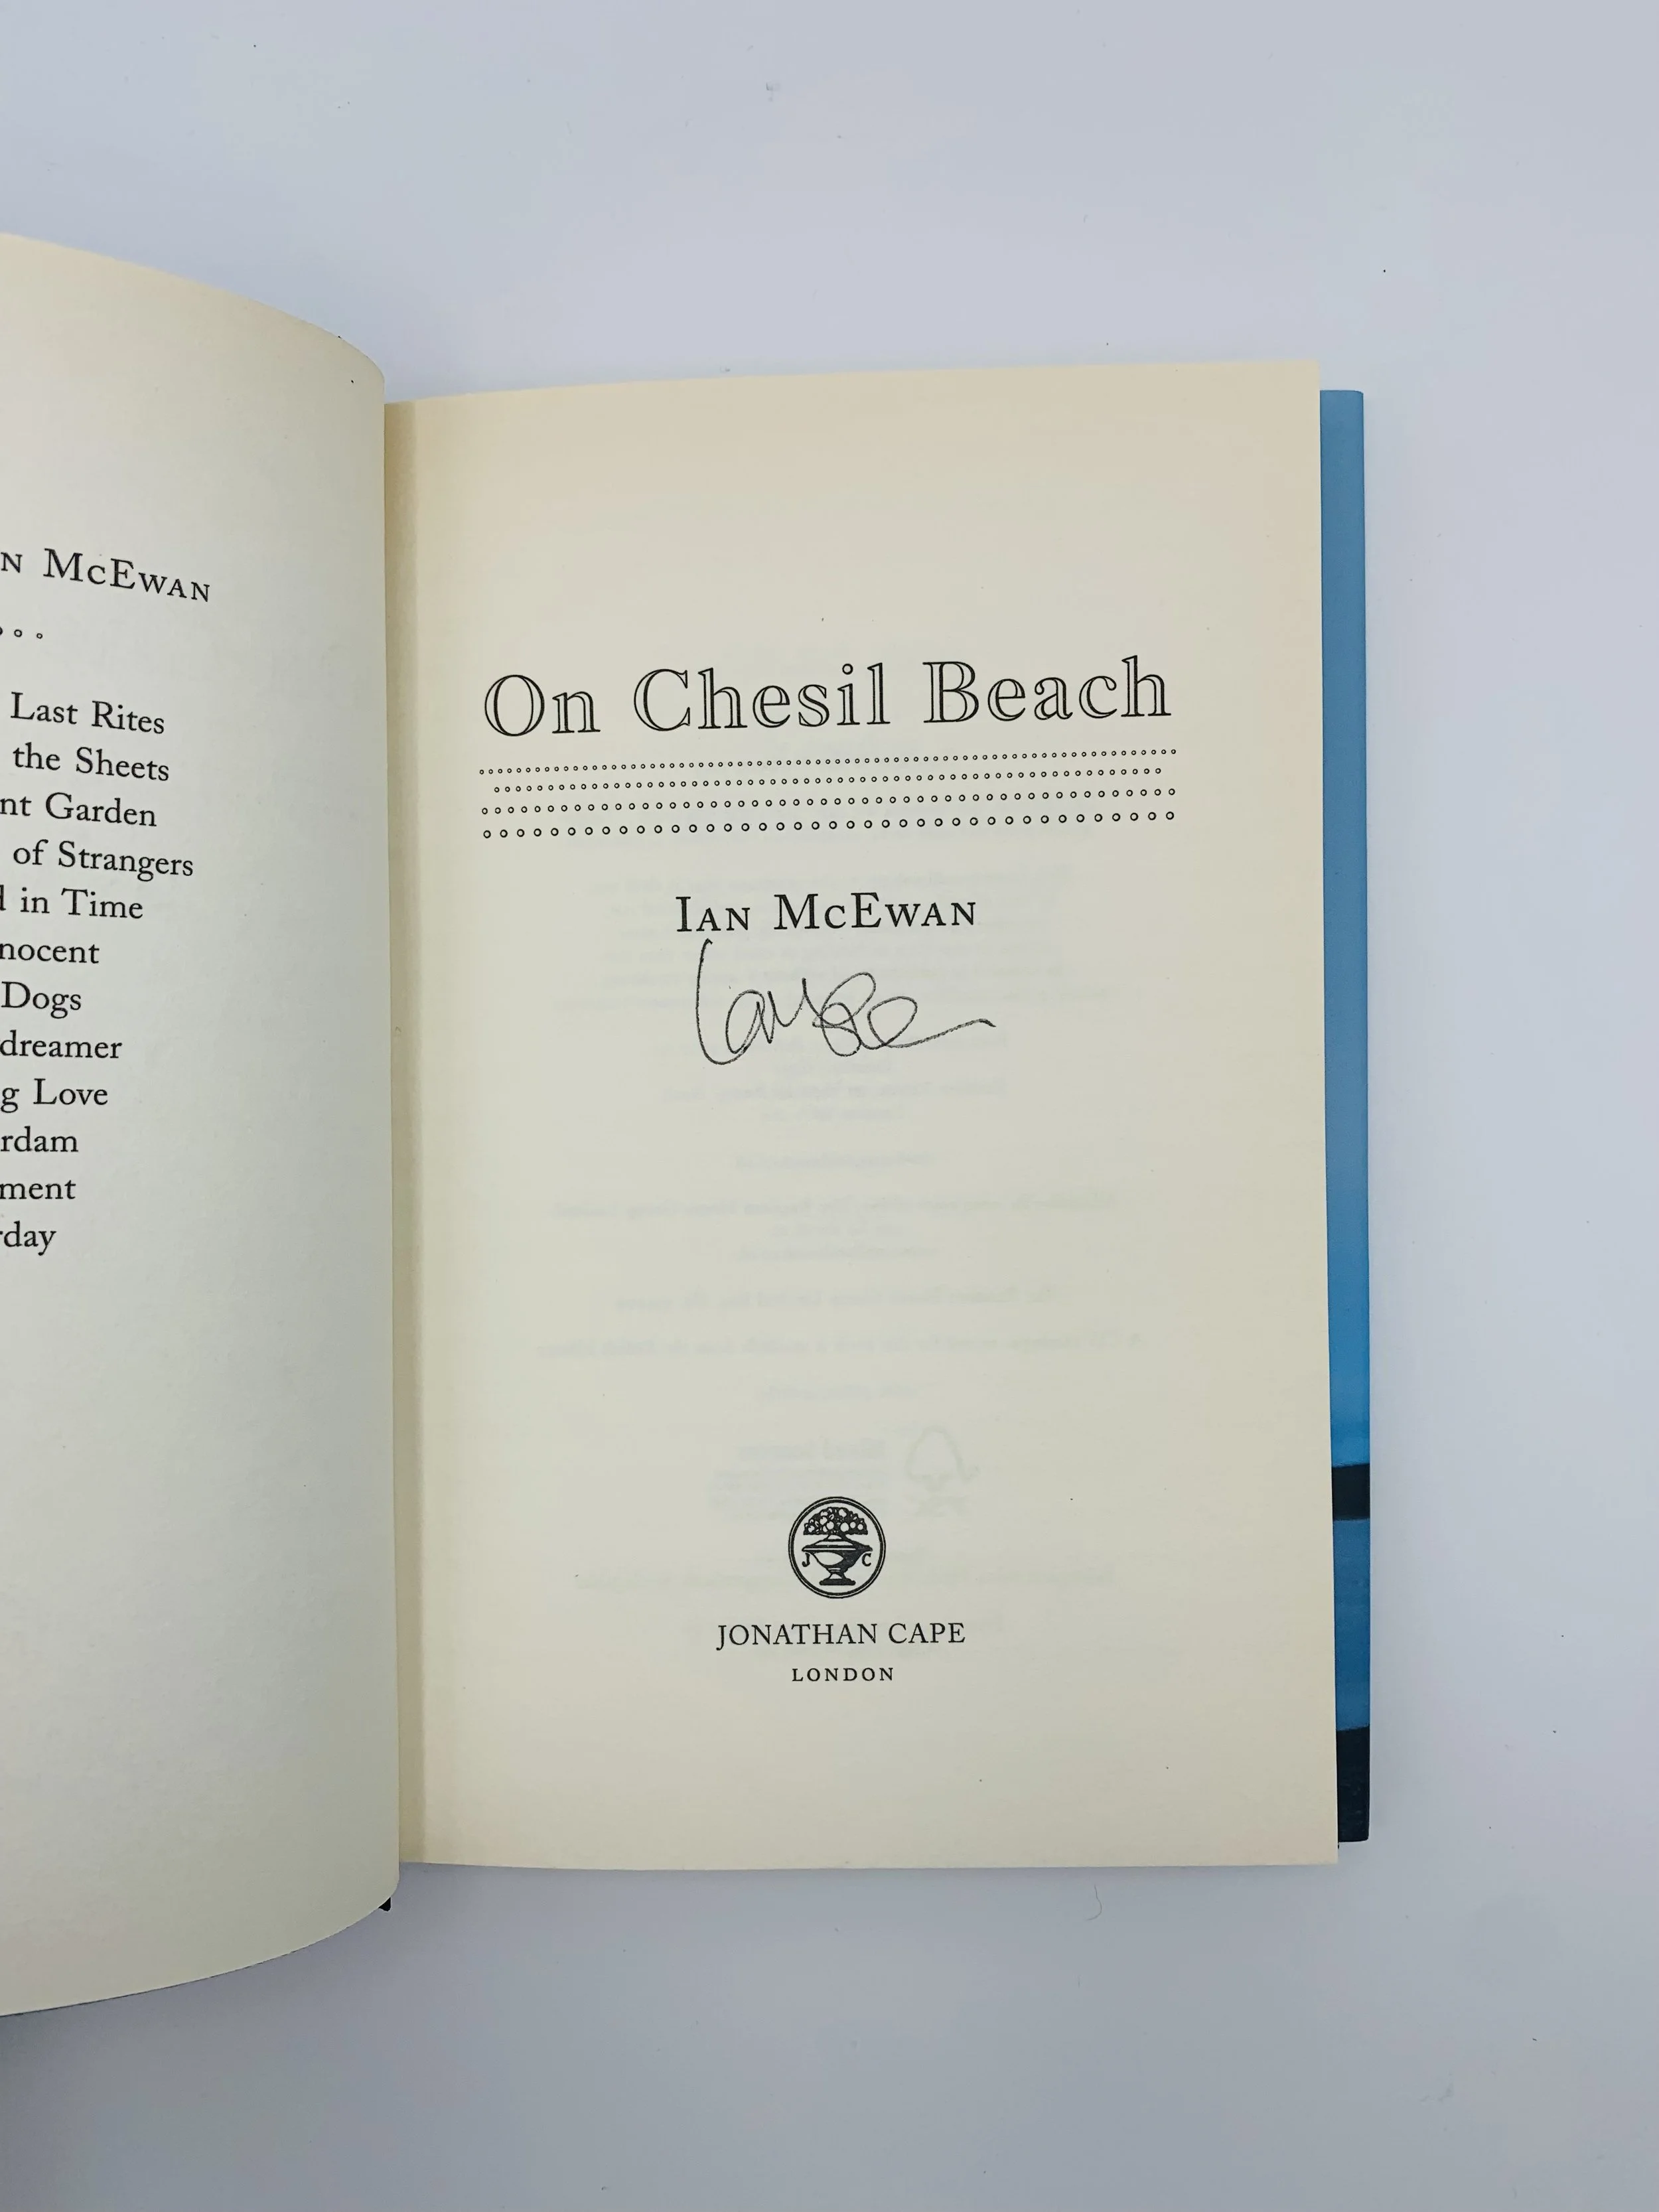 N McEWAN
Last Rites
the Sheets
nt Garden
of Strangers
d in Time
nocent
Dogs
dreamer
g Love
rdam
ment
rday
On Chesil Beach
IAN McEWAN
J C
JONATHAN CAPE
LONDON